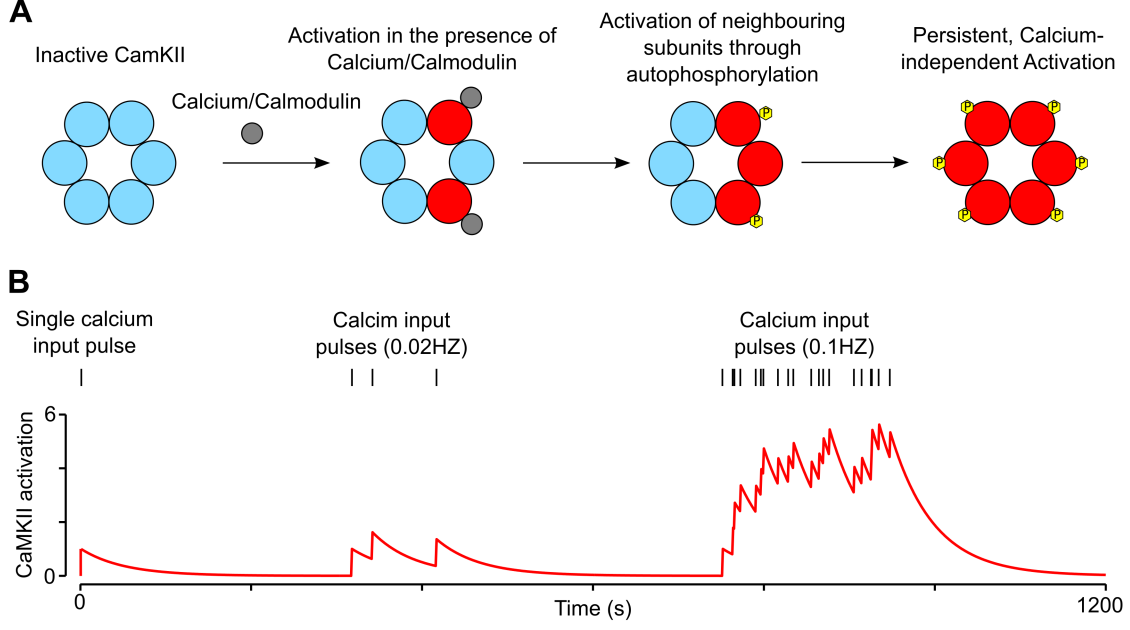 A
Inactive CamKII
Calcium/Calmodulin
Activation in the presence of
Calcium/Calmodulin
Activation of neighbouring
subunits through
autophosphorylation
Persistent, Calcium-
independent Activation
P
P
P
P
P
P
P
P
B
Single calcium
input pulse
Calcim input
pulses (0.02HZ)
Calcium input
pulses (0.1HZ)
CaMKII activation
6
0
0
Time (s)
1200